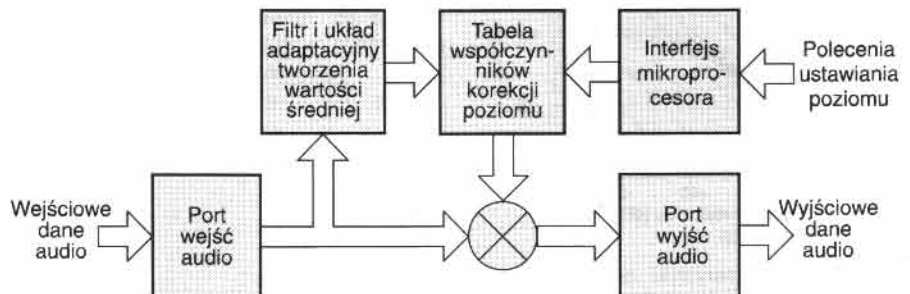 Filtr i układ
adaptacyjny
tworzenia
wartości
średniej
Tabela
współczyn-
ników
korekcji
poziomu
Interfejs
mikropro-
cesora
Polecenia
ustawiania
poziomu
Wejściowe
dane
audio
Port
wejść
audio
Port
wyjść
audio
Wyjściowe
dane
audio